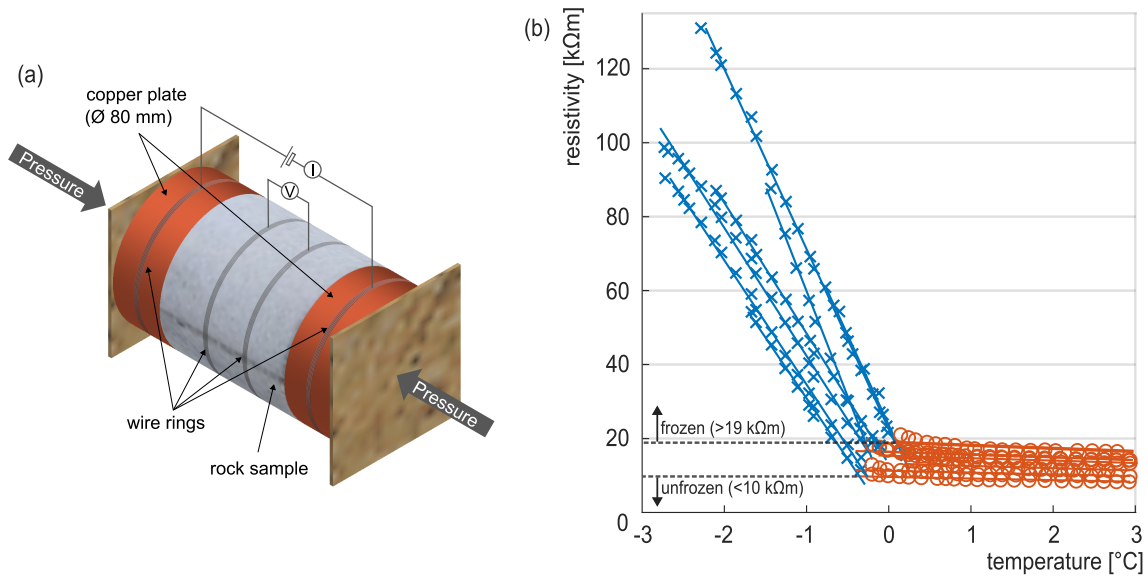 (a)
copper plate
(Ø 80 mm)
Pressure
I
V
Pressure
wire rings
rock sample
(b)
resistivity [kΩm]
120
100
80
60
40
20
0
frozen (>19 kΩm)
unfrozen (<10 kΩm)
-3 -2 -1 0 1 2 3
temperature [°C]